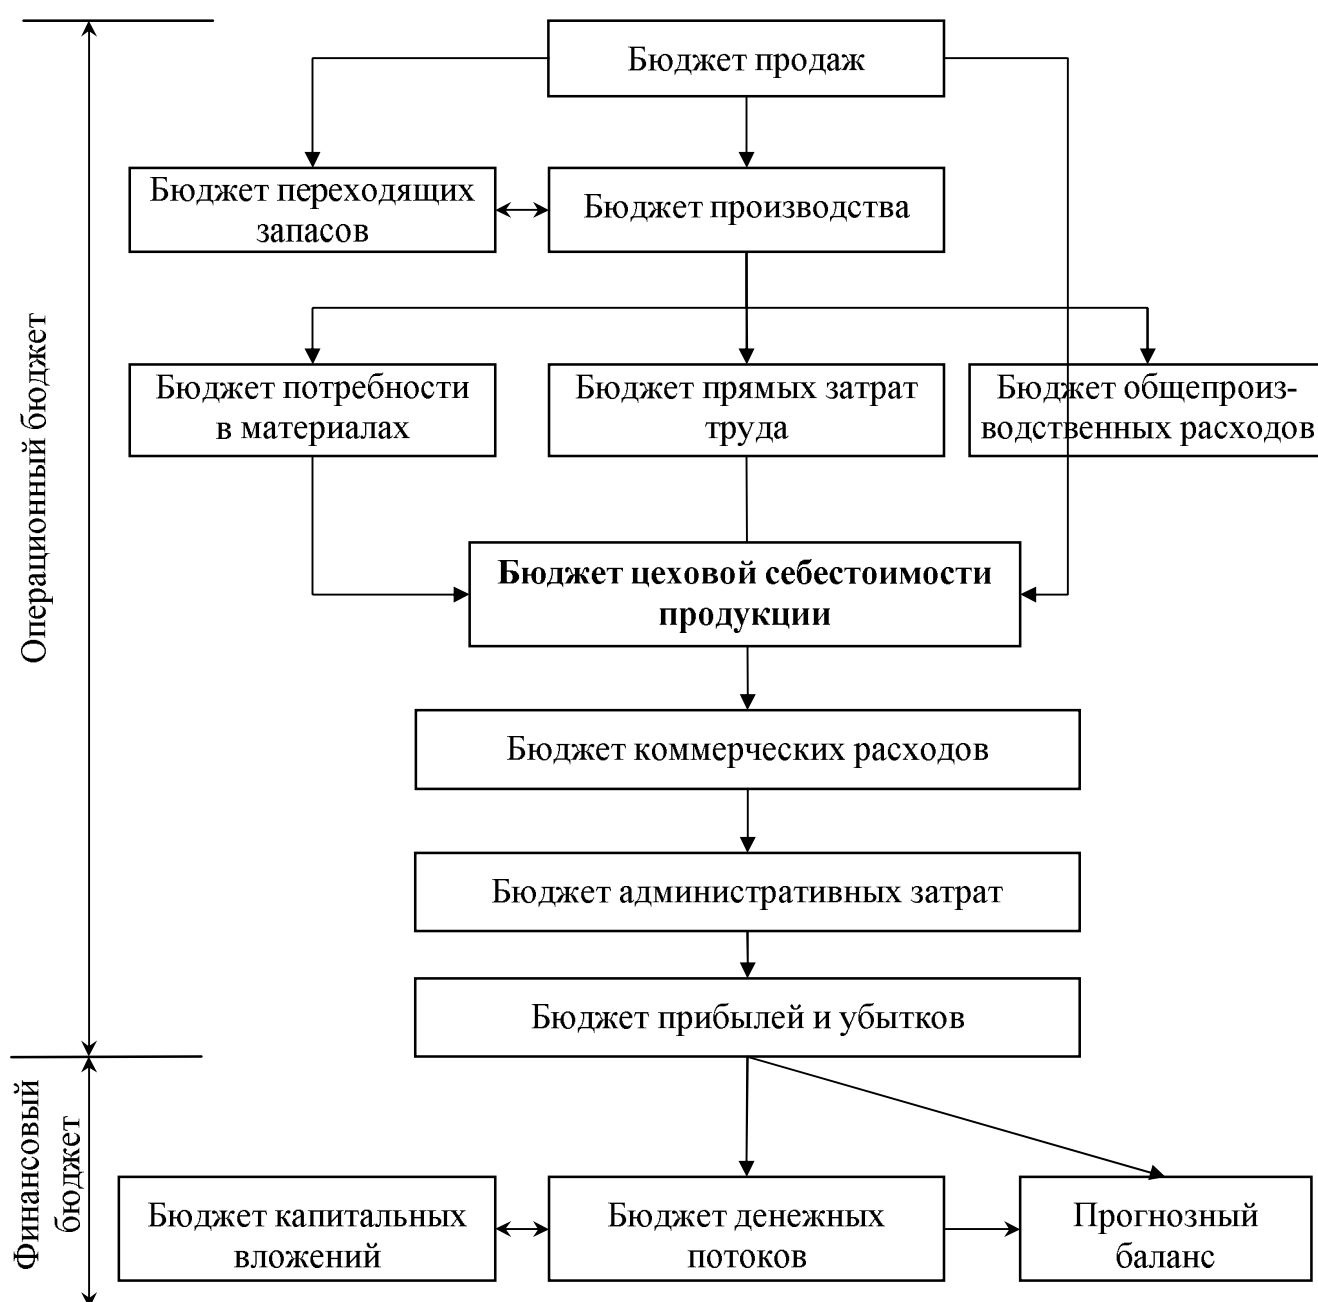 Бюджет продаж
Бюджет переходящих
запасов
Бюджет производства
Бюджет потребности
в материалах
Бюджет прямых затрат
труда
Бюджет общепроиз-
водственных расходов
Операционный бюджет
Бюджет цеховой себестоимости
продукции
Бюджет коммерческих расходов
Бюджет административных затрат
Бюджет прибылей и убытков
Финансовый
бюджет
Бюджет капитальных
вложений
Бюджет денежных
потоков
Прогнозный
баланс